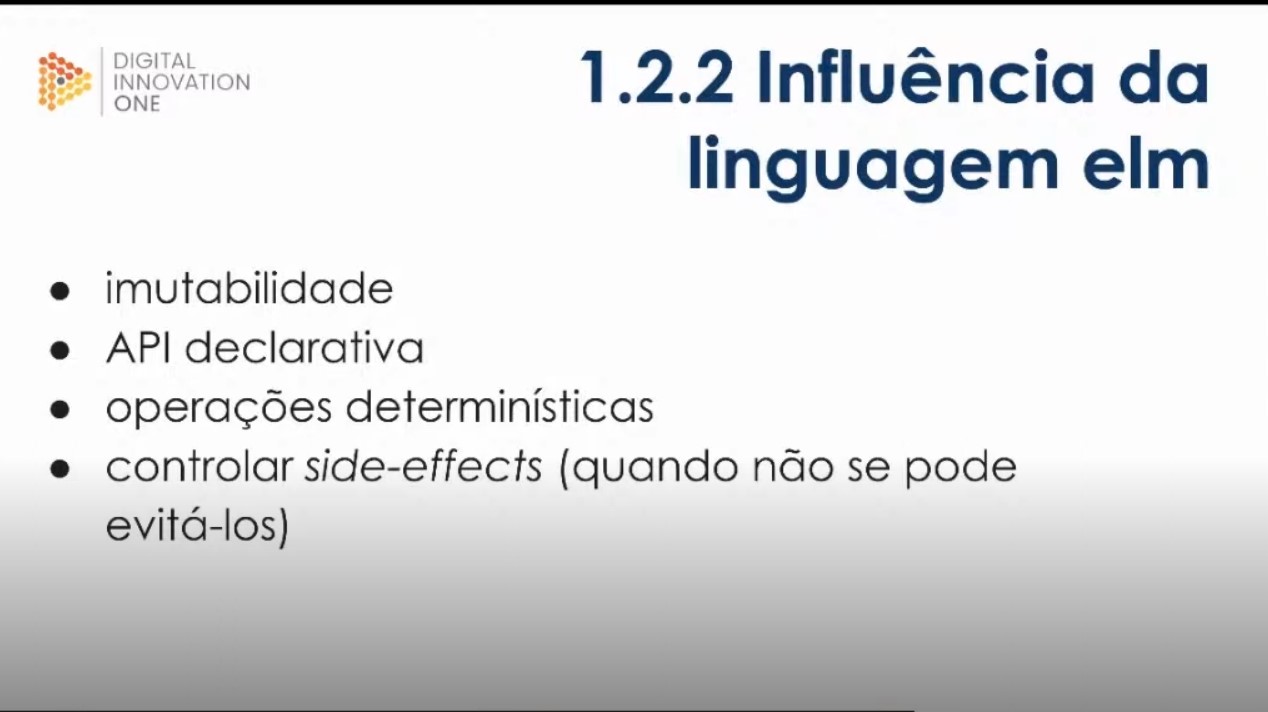 DIGITAL
INNOVATION
ONE
1.2.2 Influência da
linguagem elm
● imutabilidade
● API declarativa
● operações determinísticas
● controlar side-effects (quando não se pode
evitá-los)